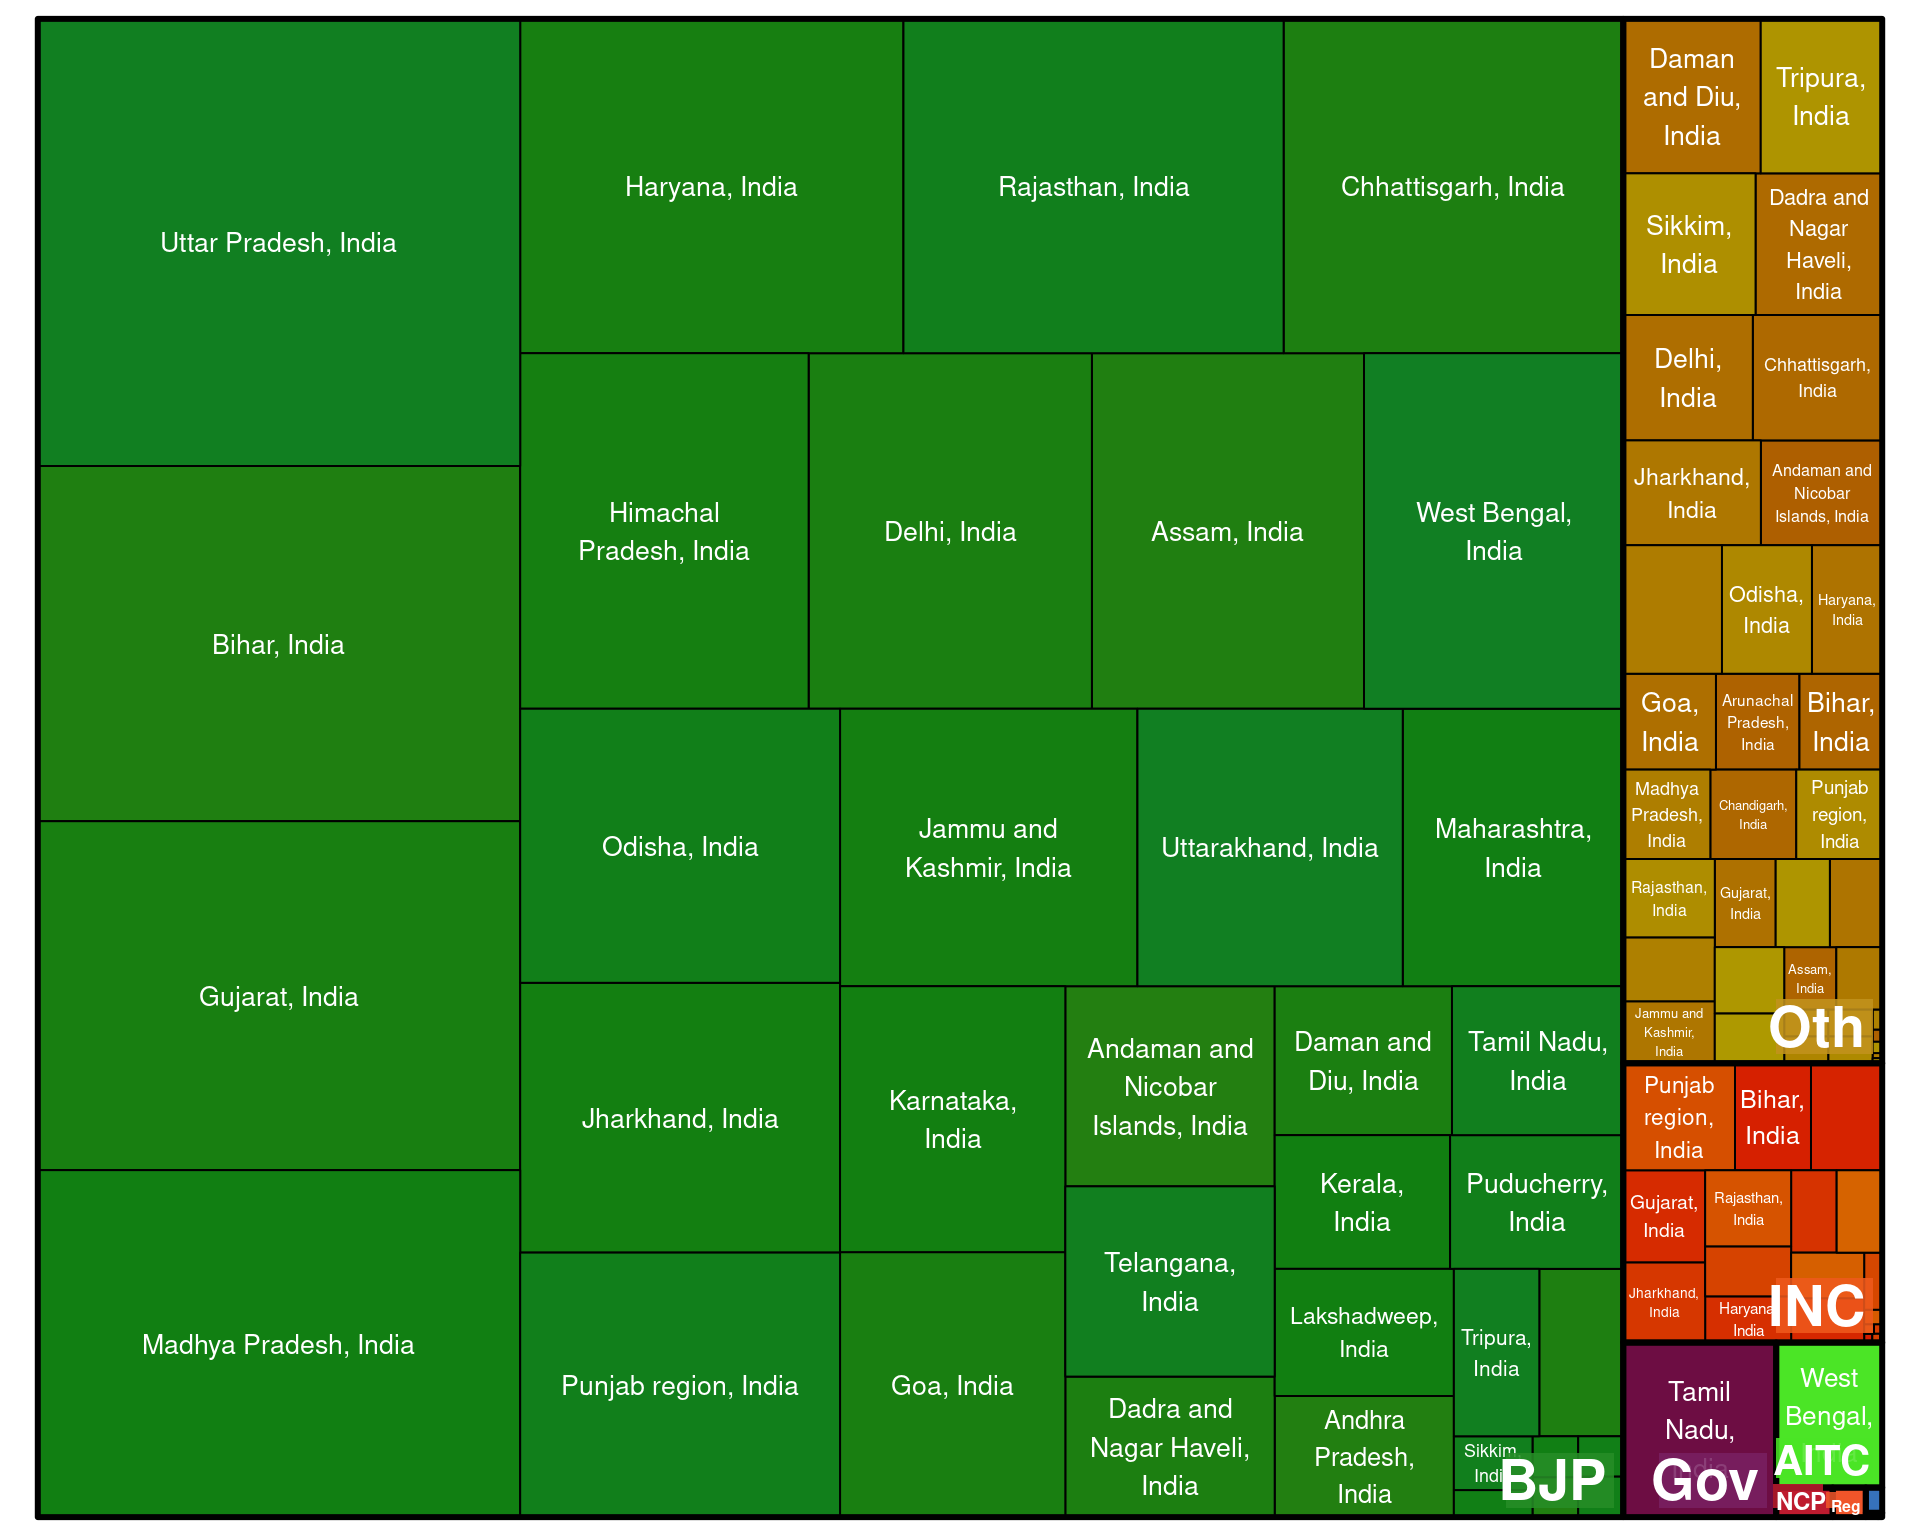 Uttar Pradesh, India
Bihar, India
Gujarat, India
Madhya Pradesh, India
Haryana, India
Rajasthan, India
Chhattisgarh, India
Himachal
Pradesh, India
Delhi, India
Assam, India
West Bengal,
India
Odisha, India
Jharkhand, India
Punjab region, India
Jammu and
Kashmir, India
Uttarakhand, India
Maharashtra,
India
Karnataka,
India
Goa, India
Andaman and
Nicobar
Islands, India
Telangana,
India
Dadra and
Nagar Haveli,
India
Daman and
Diu, India
Tamil Nadu,
India
Kerala,
India
Puducherry,
India
Lakshadweep,
India
Andhra
Pradesh,
India
Tripura,
India
Sikkim,
India
BJP
Daman
and Diu,
India
Tripura,
India
Sikkim,
India
Dadra and
Nagar
Haveli,
India
Delhi,
India
Chhattisgarh,
India
Jharkhand,
India
Andaman and
Nicobar
Islands, India
Odisha,
India
Haryana,
India
Goa,
India
Arunachal
Pradesh,
India
Bihar,
India
Madhya
Pradesh,
India
Chandigarh,
India
Punjab
region,
India
Rajasthan,
India
Gujarat,
India
Assam,
India
Jammu and
Kashmir,
India
Oth
Punjab
region,
India
Bihar,
India
Gujarat,
India
Rajasthan,
India
Jharkhand,
India
Haryana
India
INC
Tamil
Nadu,
India
Gov
West
Bengal,
AITC
NCP
Reg